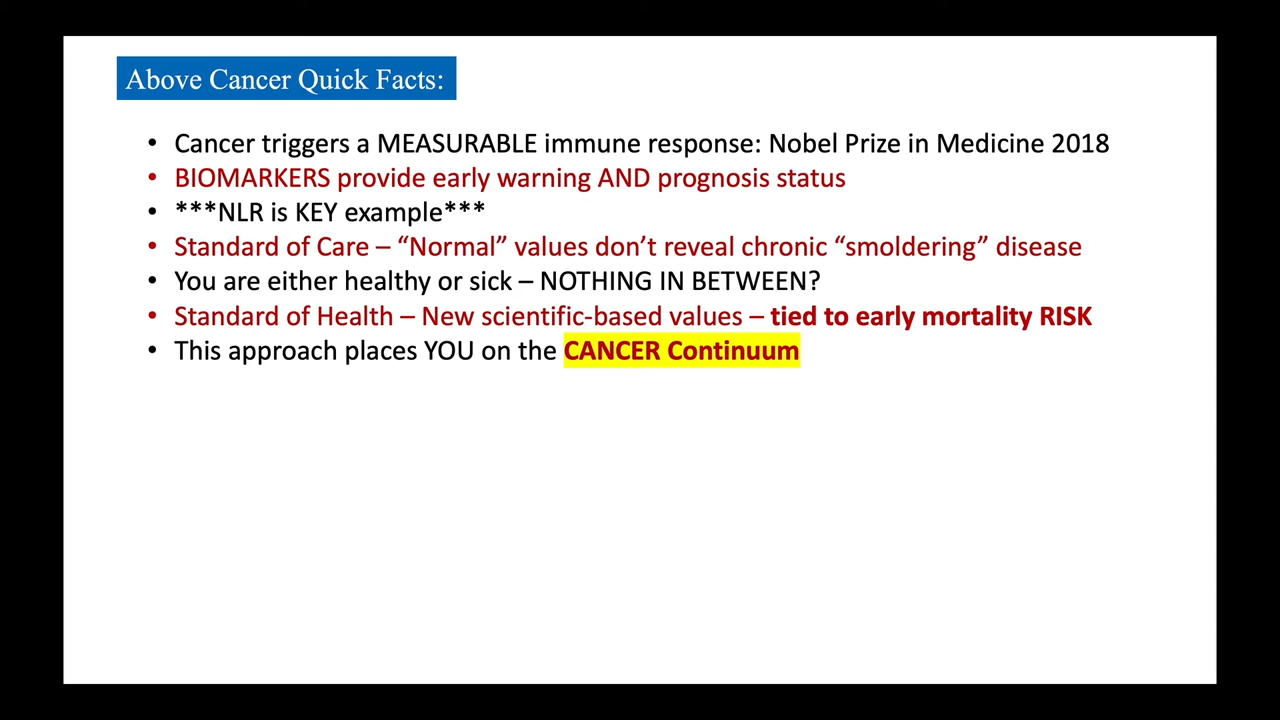 Above Cancer Quick Facts:
• Cancer triggers a MEASURABLE immune response: Nobel Prize in Medicine 2018
• BIOMARKERS provide early warning AND prognosis status
• ***NLR is KEY example***
• Standard of Care – “Normal” values don’t reveal chronic “smoldering” disease
• You are either healthy or sick – NOTHING IN BETWEEN?
• Standard of Health – New scientific-based values – tied to early mortality RISK
• This approach places YOU on the CANCER Continuum